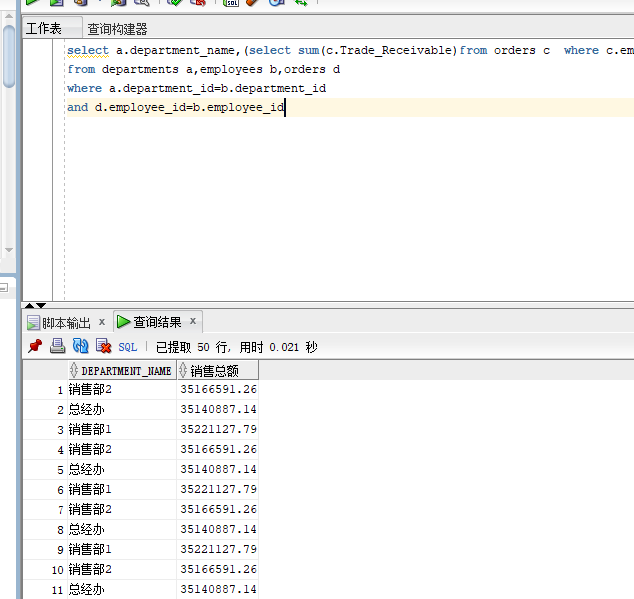 工作表 查询构建器
select a.department_name,(select sum(c.Trade_Receivable)from orders c  where c.em
from departments a,employees b,orders d
where a.department_id=b.department_id
and d.employee_id=b.employee_id
脚本输出 x 查询结果 x
SQL | 已提取 50 行, 用时 0.021 秒
DEPARTMENT_NAME 销售总额
1 销售部2 35166591.26
2 总经办 35140887.14
3 销售部1 35221127.79
4 销售部2 35166591.26
5 总经办 35140887.14
6 销售部1 35221127.79
7 销售部2 35166591.26
8 总经办 35140887.14
9 销售部1 35221127.79
10 销售部2 35166591.26
11 总经办 35140887.14